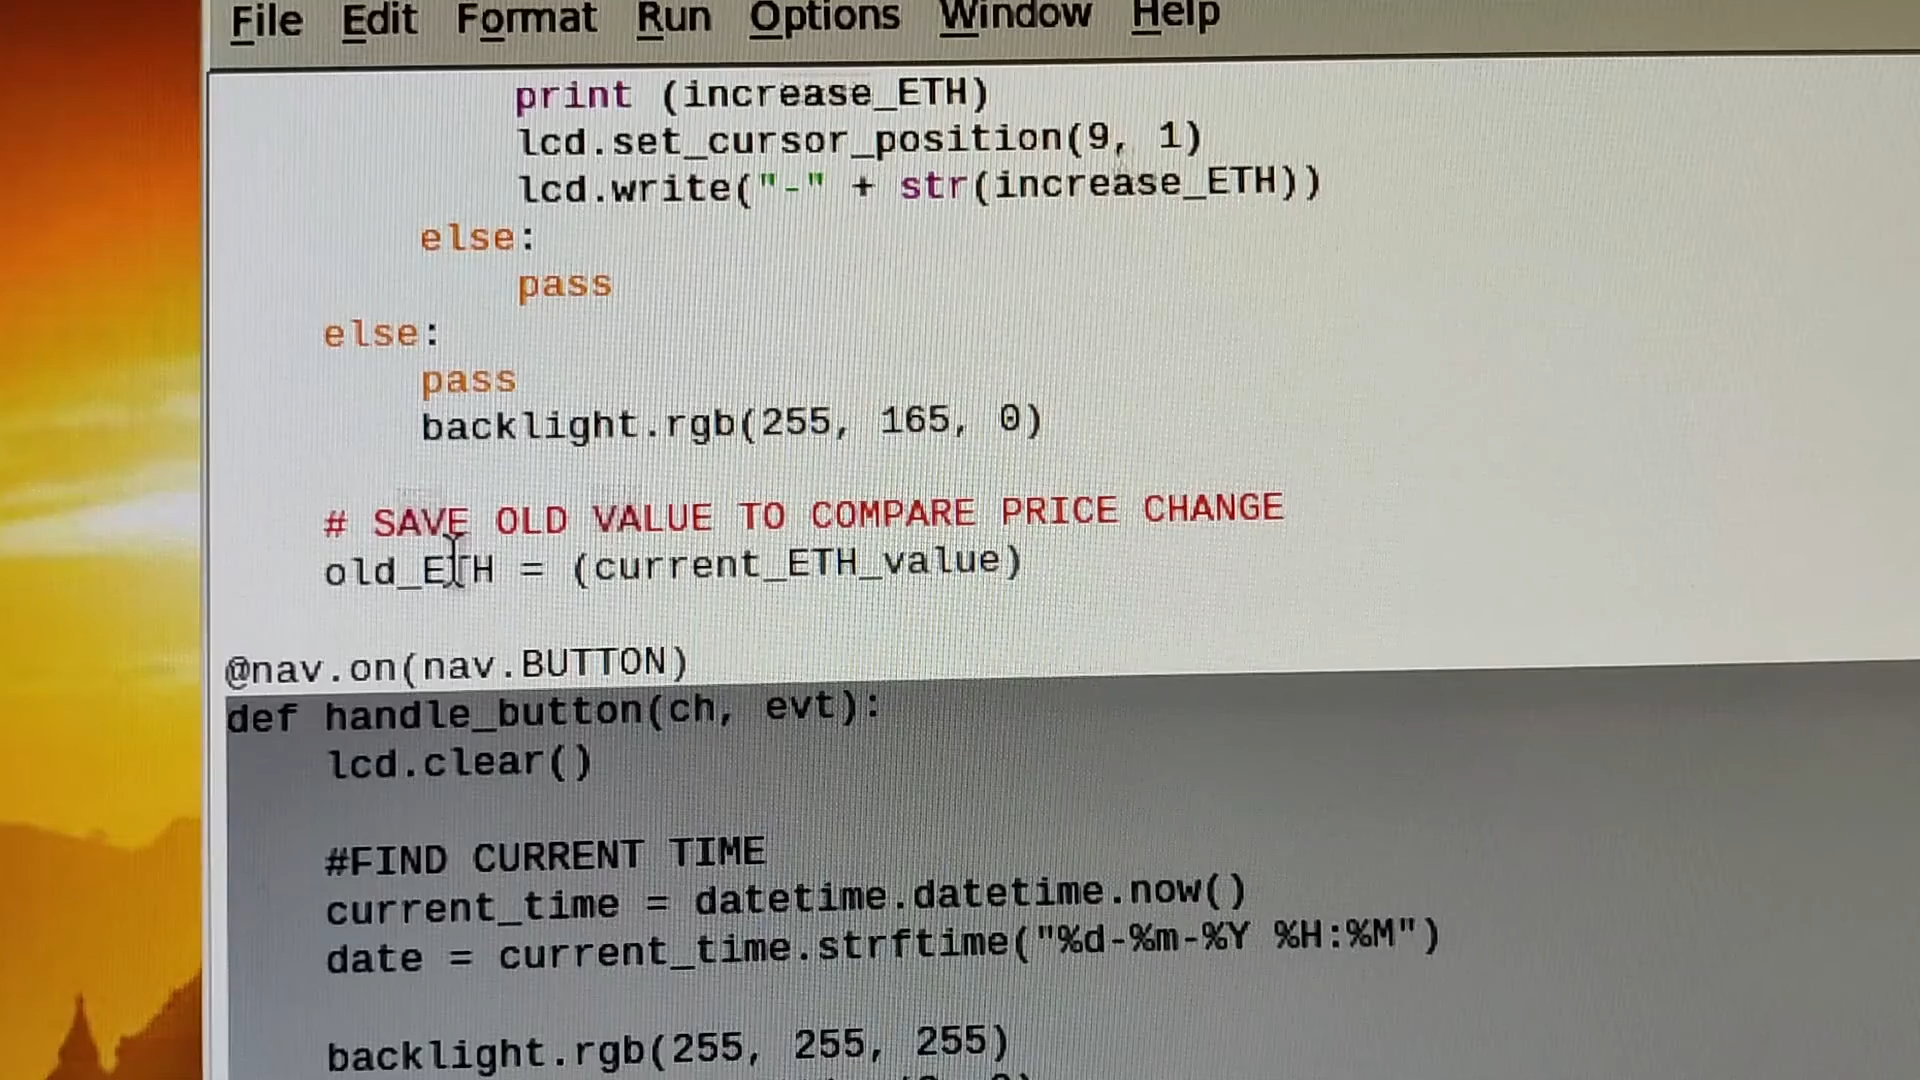 File Edit Format Run Options Window Help
print (increase_ETH)
lcd.set_cursor_position(9, 1)
lcd.write("-" + str(increase_ETH))
else:
pass
else:
pass
backlight.rgb(255, 165, 0)
# SAVE OLD VALUE TO COMPARE PRICE CHANGE
old_ETH = (current_ETH_value)
@nav.on(nav.BUTTON)
def handle_button(ch, evt):
lcd.clear()
#FIND CURRENT TIME
current_time = datetime.datetime.now()
date = current_time.strftime("%d-%m-%Y %H:%M")
backlight.rgb(255, 255, 255)